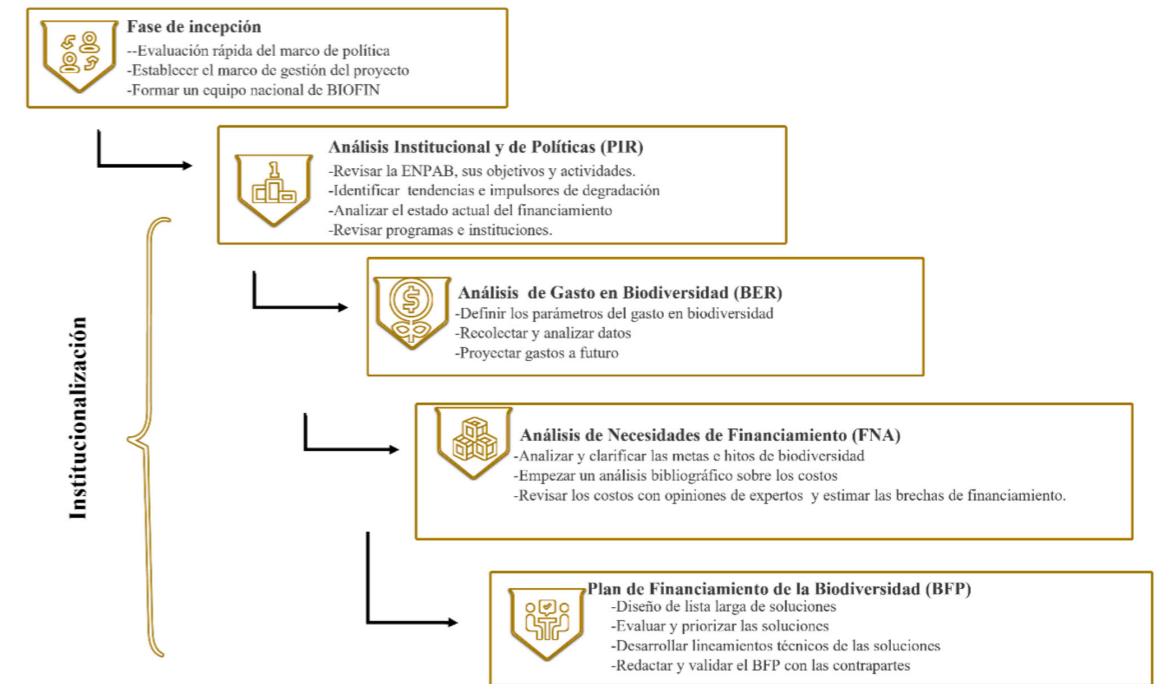 Fase de incepción
--Evaluación rápida del marco de política
-Establecer el marco de gestión del proyecto
-Formar un equipo nacional de BIOFIN
Análisis Institucional y de Políticas (PIR)
-Revisar la ENPAB, sus objetivos y actividades.
-Identificar tendencias e impulsores de degradación
-Analizar el estado actual del financiamiento
-Revisar programas e instituciones.
1
Institucionalización
Análisis de Gasto en Biodiversidad (BER)
-Definir los parámetros del gasto en biodiversidad
-Recolectar y analizar datos
-Proyectar gastos a futuro
$
Análisis de Necesidades de Financiamiento (FNA)
-Analizar y clarificar las metas e hitos de biodiversidad
-Empezar un análisis bibliográfico sobre los costos
-Revisar los costos con opiniones de expertos y estimar las brechas de financiamiento.
Plan de Financiamiento de la Biodiversidad (BFP)
-Diseño de lista larga de soluciones
-Evaluar y priorizar las soluciones
-Desarrollar lineamientos técnicos de las soluciones
-Redactar y validar el BFP con las contrapartes